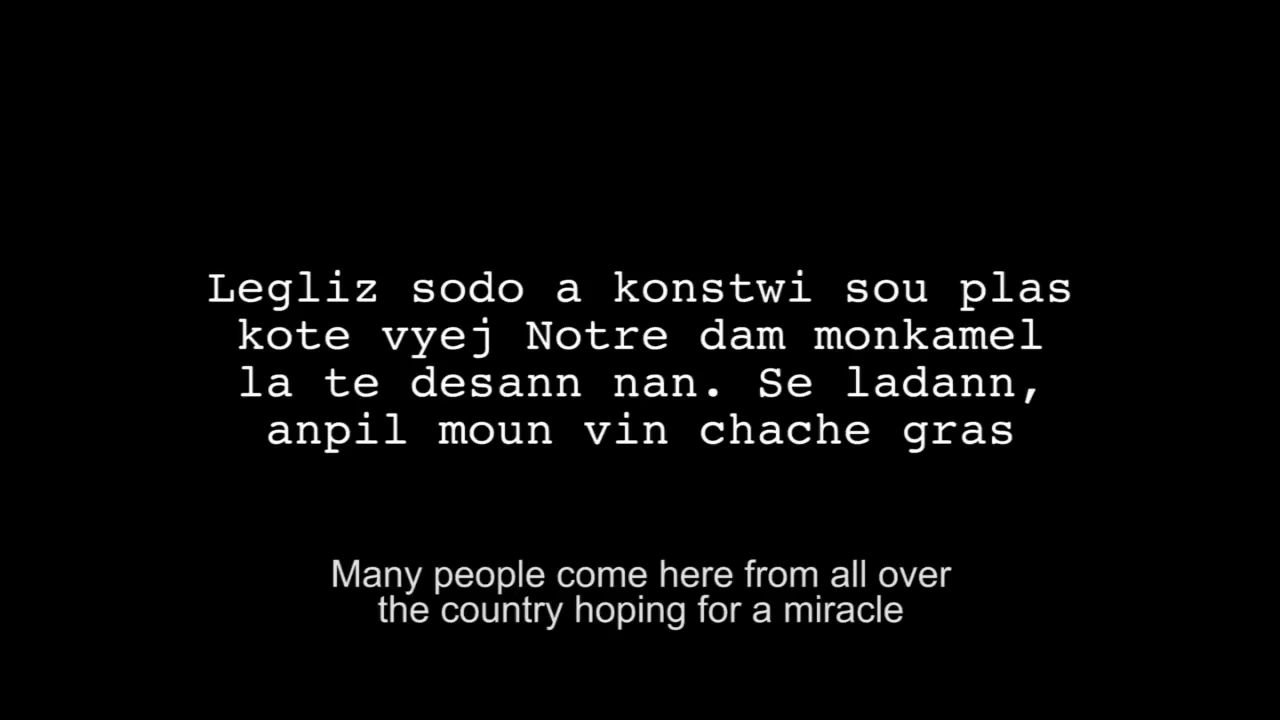 Legliz sodo a konstwi sou plas
kote vyej Notre dam monkamel
la te desann nan. Se ladann,
anpil moun vin chache gras
Many people come here from all over
the country hoping for a miracle